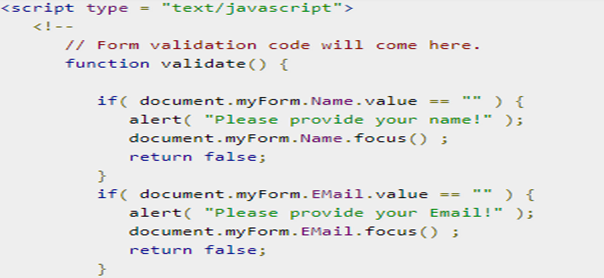 <script type = "text/javascript">
<!--
// Form validation code will come here.
function validate() {
if( document.myForm.Name.value == "" ) {
alert( "Please provide your name!" );
document.myForm.Name.focus() ;
return false;
}
if( document.myForm.EMail.value == "" ) {
alert( "Please provide your Email!" );
document.myForm.EMail.focus() ;
return false;
}